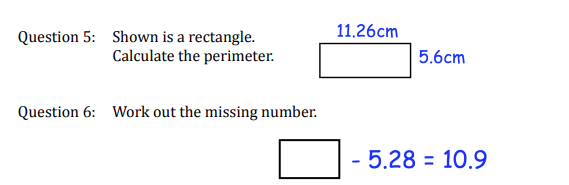 Question 5: Shown is a rectangle.
Calculate the perimeter.
11.26cm
5.6cm
Question 6: Work out the missing number.
- 5.28 = 10.9